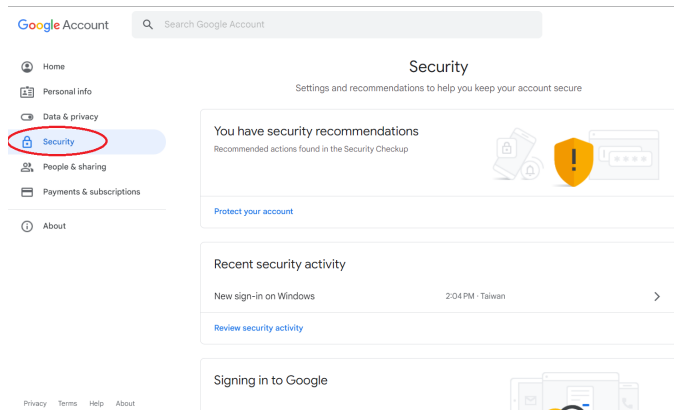 Google Account
Search Google Account
Home
Personal info
Data & privacy
Security
People & sharing
Payments & subscriptions
About
Security
Settings and recommendations to help you keep your account secure
You have security recommendations
Recommended actions found in the Security Checkup
Protect your account
Recent security activity
New sign-in on Windows 2:04 PM · Taiwan
Review security activity
Signing in to Google
Privacy Terms Help About